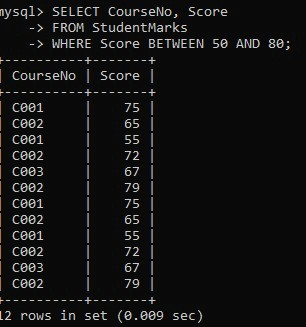 mysql> SELECT CourseNo, Score
    -> FROM StudentMarks
    -> WHERE Score BETWEEN 50 AND 80;
+----------+-------+
| CourseNo | Score |
+----------+-------+
| C001     |    75 |
| C002     |    65 |
| C001     |    55 |
| C002     |    72 |
| C003     |    67 |
| C002     |    79 |
| C001     |    75 |
| C002     |    65 |
| C001     |    55 |
| C002     |    72 |
| C003     |    67 |
| C002     |    79 |
+----------+-------+
12 rows in set (0.009 sec)